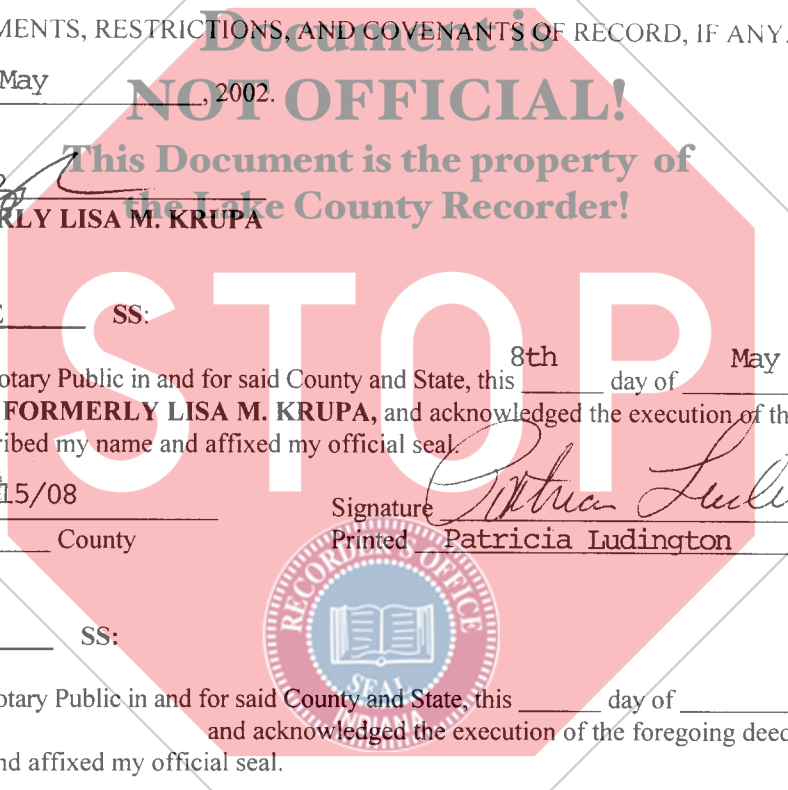 MENTS, RESTRICTIONS, AND COVENANTS OF RECORD, IF ANY.
Document is
May, 2002.
NOT OFFICIAL!
This Document is the property of
the Lake County Recorder!
RLY LISA M. KRUPA
STOP
SS:
8th May
otary Public in and for said County and State, this ______ day of
FORMERLY LISA M. KRUPA, and acknowledged the execution of th
ribed my name and affixed my official seal.
15/08
Signature Patricia Ludi
County
Printed Patricia Ludington
RECORDER'S OFFICE
SEAL
INDIANA
SS:
otary Public in and for said County and State, this ______ day of
and acknowledged the execution of the foregoing deed
nd affixed my official seal.